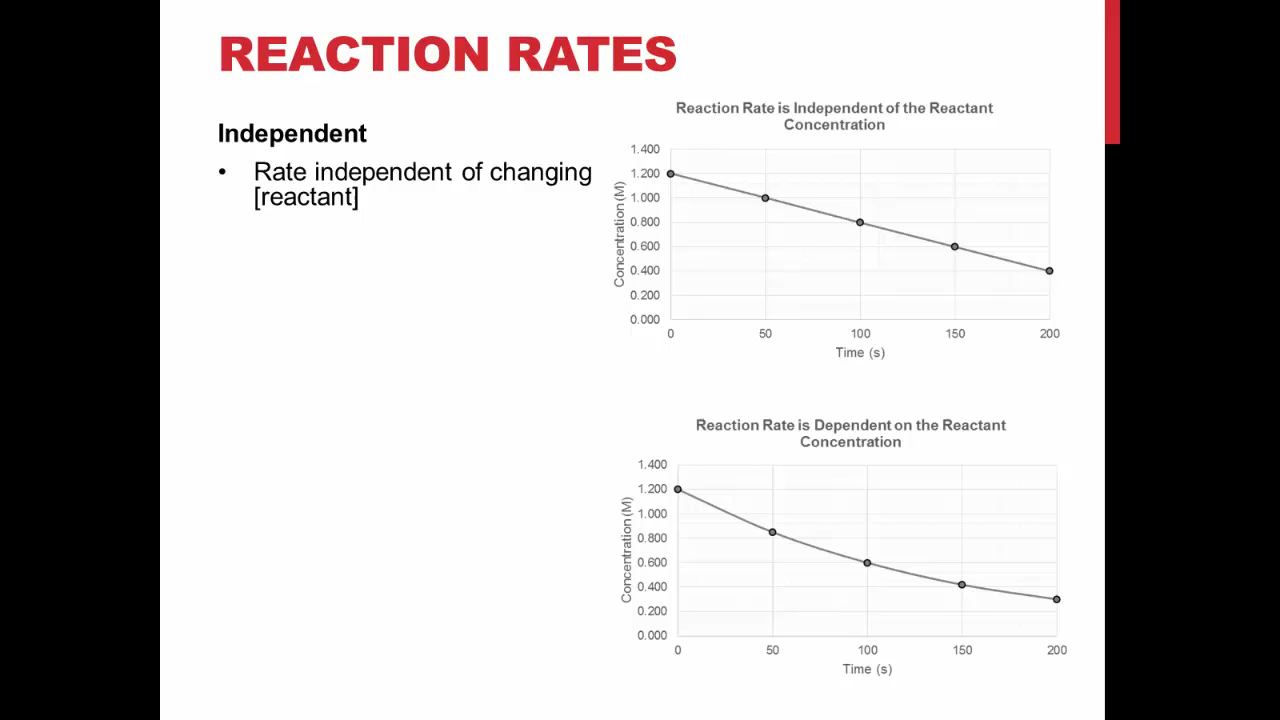 REACTION RATES
Independent
• Rate independent of changing
[reactant]
Reaction Rate is Independent of the Reactant
Concentration
1.400
1.200
1.000
0.800
0.600
0.400
0.200
0.000
Concentration (M)
0 50 100 150 200
Time (s)
Reaction Rate is Dependent on the Reactant
Concentration
1.400
1.200
1.000
0.800
0.600
0.400
0.200
0.000
Concentration (M)
0 50 100 150 200
Time (s)